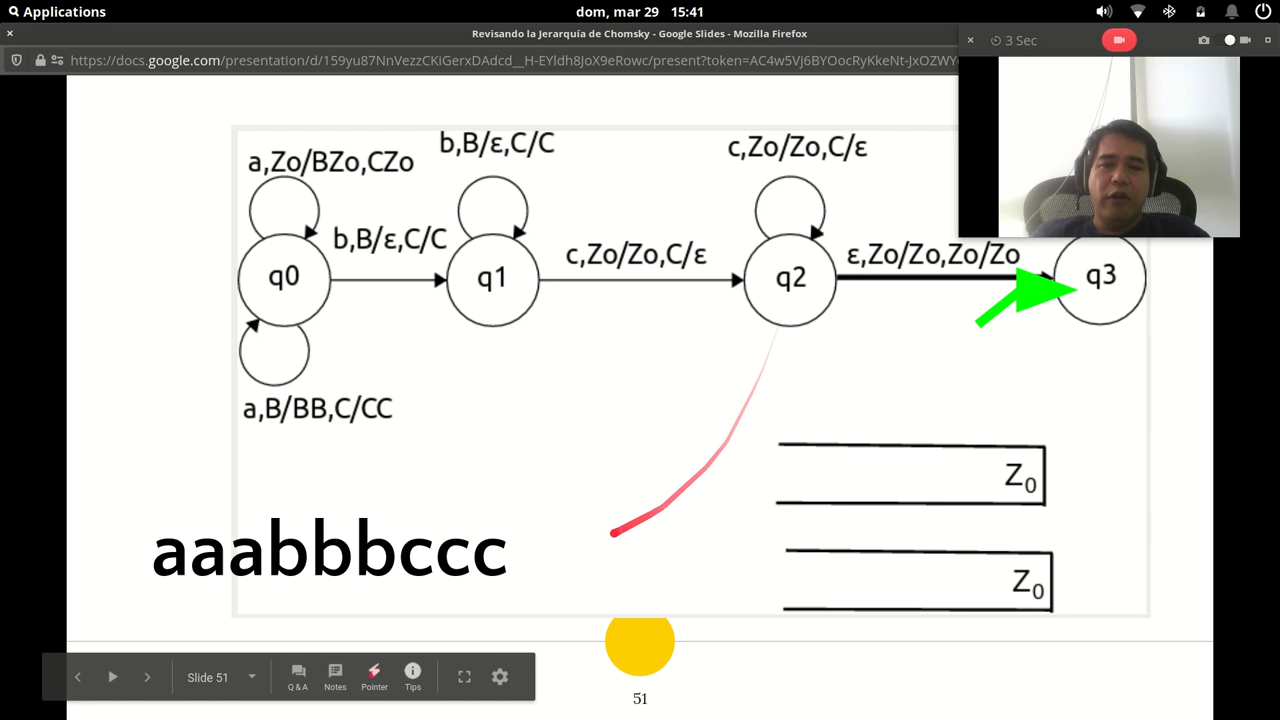 Applications
dom, mar 29 15:41
Revisando la Jerarquía de Chomsky - Google Slides - Mozilla Firefox
3 Sec
a,Zo/BZo,CZo
b,B/ε,C/C
c,Zo/Zo,C/ε
b,B/ε,C/C
c,Zo/Zo,C/ε
ε,Zo/Zo,Zo/Zo
q0
q1
q2
q3
a,B/BB,C/CC
Z0
aaabbbccc
Z0
Slide 51
Q & A
Notes
Pointer
Tips
51